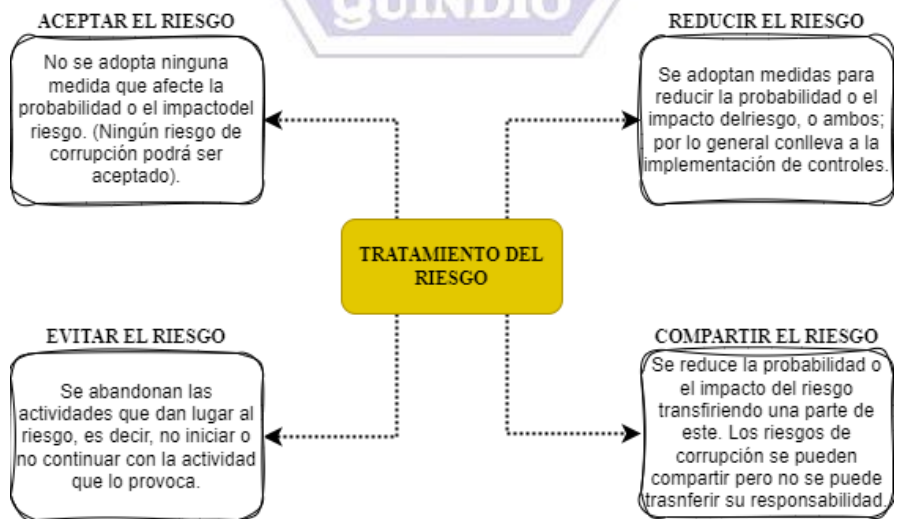 QUINDIO
ACEPTAR EL RIESGO
No se adopta ninguna
medida que afecte la
probabilidad o el impactodel
riesgo. (Ningún riesgo de
corrupción podrá ser
aceptado).
REDUCIR EL RIESGO
Se adoptan medidas para
reducir la probabilidad o el
impacto delriesgo, o ambos;
por lo general conlleva a la
implementación de controles.
TRATAMIENTO DEL
RIESGO
EVITAR EL RIESGO
Se abandonan las
actividades que dan lugar al
riesgo, es decir, no iniciar o
no continuar con la actividad
que lo provoca.
COMPARTIR EL RIESGO
Se reduce la probabilidad o
el impacto del riesgo
transfiriendo una parte de
este. Los riesgos de
corrupción se pueden
compartir pero no se puede
trasnferir su responsabilidad.